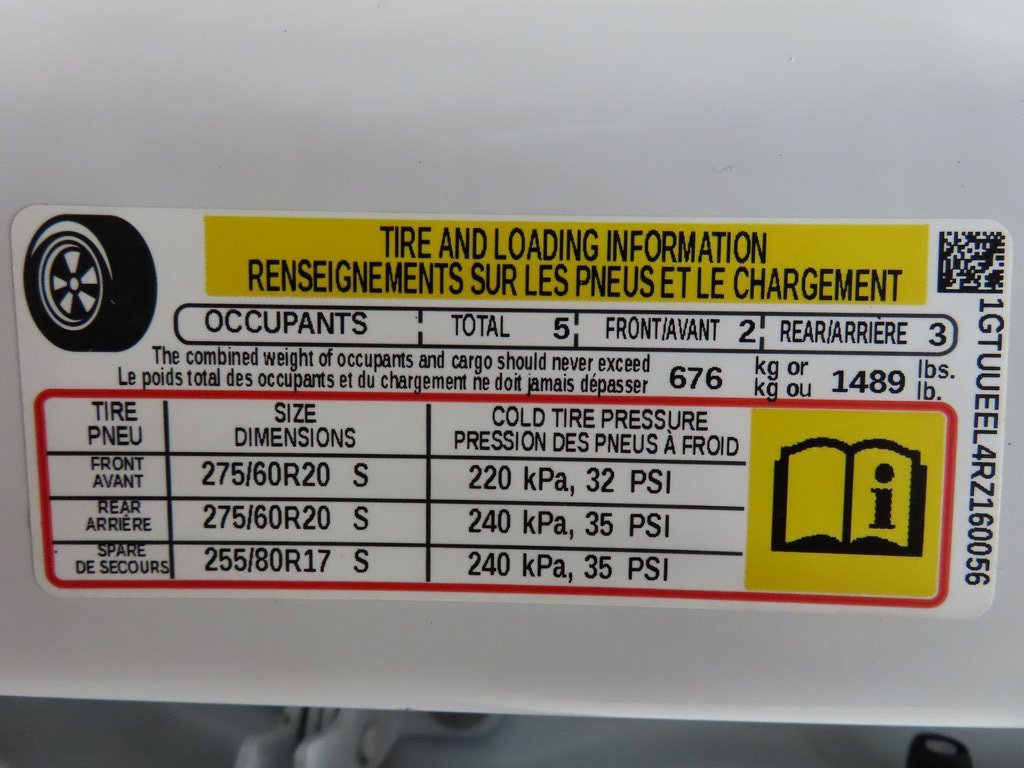 TIRE AND LOADING INFORMATION
RENSEIGNEMENTS SUR LES PNEUS ET LE CHARGEMENT
OCCUPANTS TOTAL 5 FRONT/AVANT 2 REAR/ARRIÈRE 3
The combined weight of occupants and cargo should never exceed 676 kg or 1489 lbs.
Le poids total des occupants et du chargement ne doit jamais dépasser kg ou lb.
TIRE SIZE COLD TIRE PRESSURE
PNEU DIMENSIONS PRESSION DES PNEUS À FROID
FRONT
AVANT 275/60R20 S 220 kPa, 32 PSI
REAR
ARRIÈRE 275/60R20 S 240 kPa, 35 PSI
SPARE
DE SECOURS 255/80R17 S 240 kPa, 35 PSI
i
1GTUUEEL4RZ160056